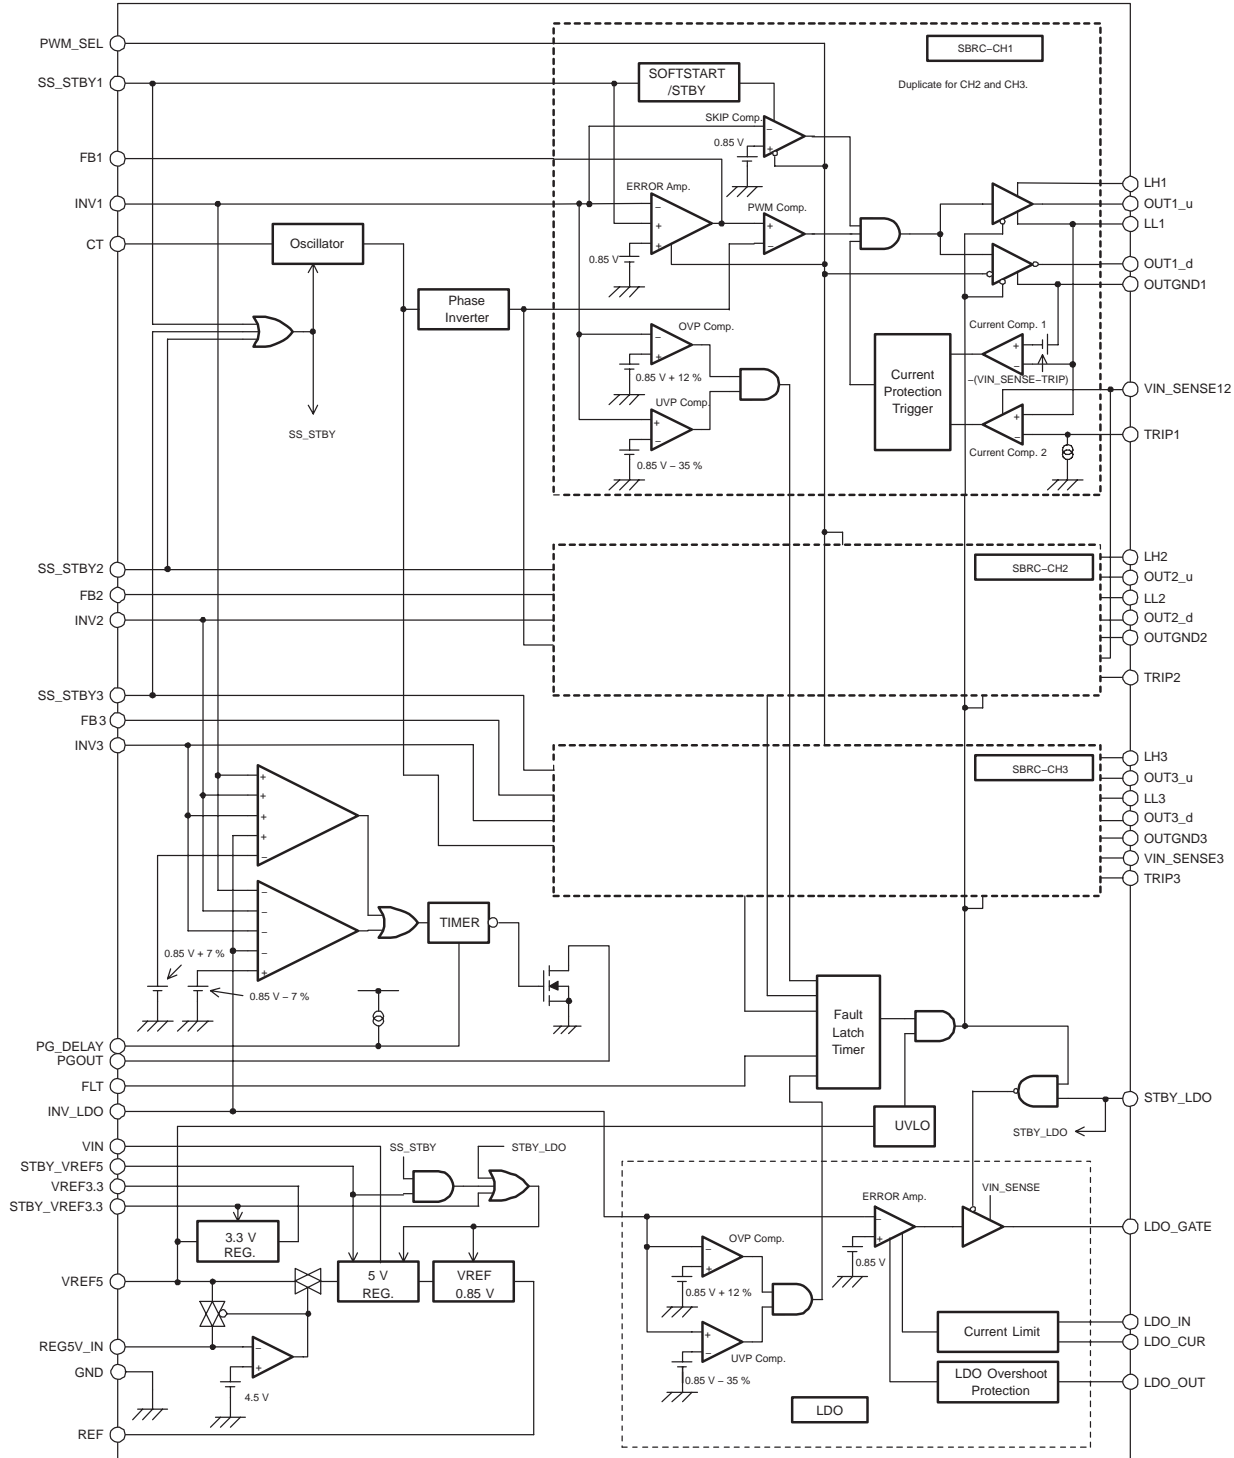 PWM_SEL
SS_STBY1
FB1
INV1
CT
SS_STBY2
FB2
INV2
SS_STBY3
FB3
INV3
PG_DELAY
PGOUT
FLT
INV_LDO
VIN
STBY_VREF5
VREF3.3
STBY_VREF3.3
VREF5
REG5V_IN
GND
REF
SBRC−CH1
Duplicate for CH2 and CH3.
SOFTSTART
/STBY
SKIP Comp.
−
+
0.85 V
ERROR Amp.
−
+
+
0.85 V
PWM Comp.
+
−
Oscillator
Phase
Inverter
SS_STBY
OVP Comp.
−
+
0.85 V + 12 %
UVP Comp.
+
−
0.85 V − 35 %
Current
Protection
Trigger
Current Comp. 1
+
−
−(VIN_SENSE−TRIP)
+
−
Current Comp. 2
LH1
OUT1_u
LL1
OUT1_d
OUTGND1
VIN_SENSE12
TRIP1
SBRC−CH2
LH2
OUT2_u
LL2
OUT2_d
OUTGND2
TRIP2
SBRC−CH3
LH3
OUT3_u
LL3
OUT3_d
OUTGND3
VIN_SENSE3
TRIP3
+
+
+
+
−
−
−
−
−
+
0.85 V + 7 %
0.85 V − 7 %
TIMER
Fault
Latch
Timer
UVLO
STBY_LDO
STBY_LDO
SS_STBY
STBY_LDO
3.3 V
REG.
5 V
REG.
VREF
0.85 V
−
+
4.5 V
ERROR Amp.
−
+
0.85 V
VIN_SENSE
OVP Comp.
−
+
0.85 V + 12 %
+
−
UVP Comp.
0.85 V − 35 %
Current Limit
LDO Overshoot
Protection
LDO
LDO_GATE
LDO_IN
LDO_CUR
LDO_OUT